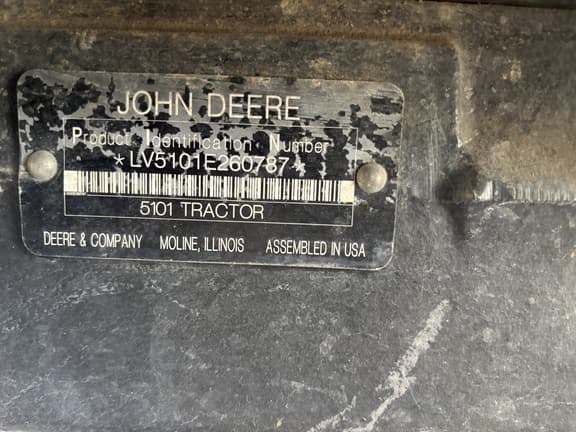 JOHN DEERE
Product Identification Number
*LV5101E260787*
5101 TRACTOR
DEERE & COMPANY MOLINE, ILLINOIS ASSEMBLED IN USA